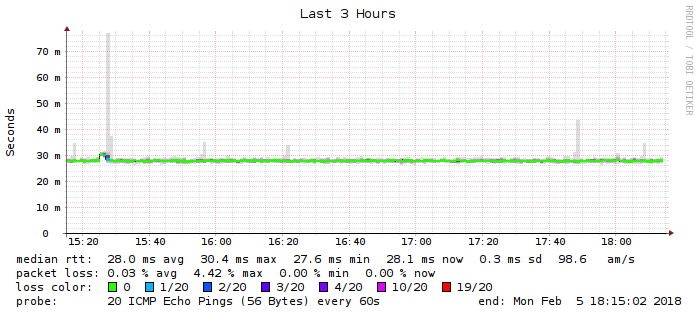 Last 3 Hours
RRDTOOL / TOBI OETIKER
Seconds
70 m
60 m
50 m
40 m
30 m
20 m
10 m
0
15:20 15:40 16:00 16:20 16:40 17:00 17:20 17:40 18:00
median rtt: 28.0 ms avg 30.4 ms max 27.6 ms min 28.1 ms now 0.3 ms sd 98.6 am/s
packet loss: 0.03 % avg 4.42 % max 0.00 % min 0.00 % now
loss color: 0 1/20 2/20 3/20 4/20 10/20 19/20
probe: 20 ICMP Echo Pings (56 Bytes) every 60s end: Mon Feb 5 18:15:02 2018